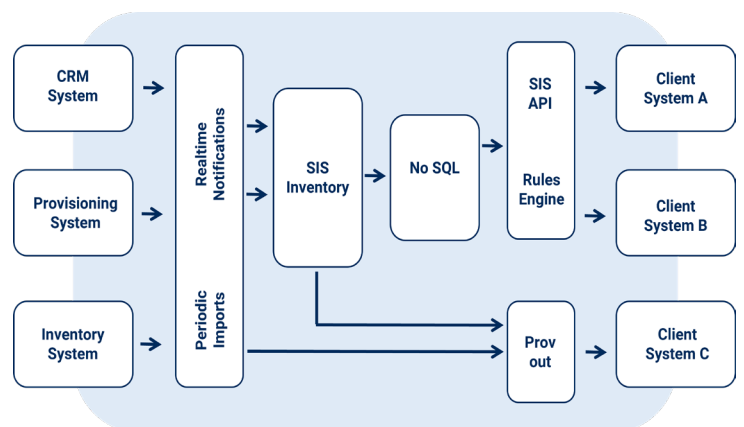 CRM
System
Provisioning
System
Inventory
System
Realtime
Notifications
Periodic
Imports
SIS
Inventory
No SQL
SIS
API
Rules
Engine
Prov
out
Client
System A
Client
System B
Client
System C